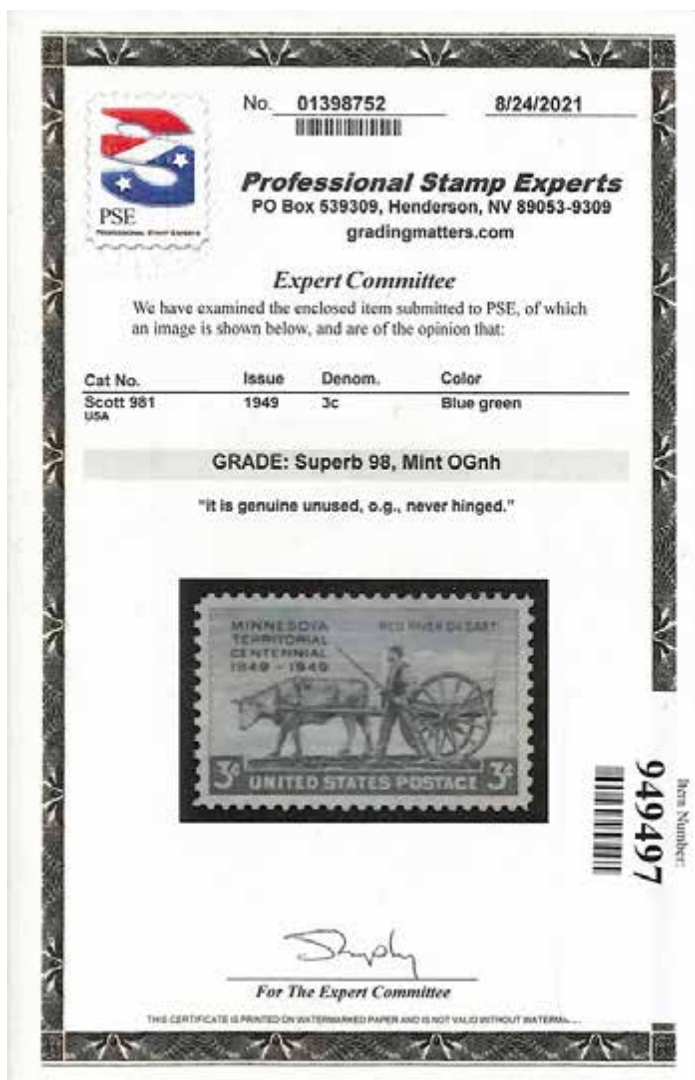 No. 01398752 8/24/2021
PSE
PROFESSIONAL STAMP EXPERTS
Professional Stamp Experts
PO Box 539309, Henderson, NV 89053-9309
gradingmatters.com
Expert Committee
We have examined the enclosed item submitted to PSE, of which
an image is shown below, and are of the opinion that:
Cat No. Issue Denom. Color
Scott 981 1949 3c Blue green
USA
GRADE: Superb 98, Mint OGnh
"it is genuine unused, o.g., never hinged."
MINNESOTA RED RIVER OX CART
TERRITORIAL
CENTENNIAL
1849 - 1949
3¢ UNITED STATES POSTAGE 3¢
Item Number:
949497
For The Expert Committee
THIS CERTIFICATE IS PRINTED ON WATERMARKED PAPER AND IS NOT VALID WITHOUT WATERMA